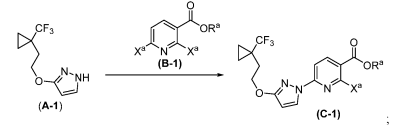 CF₃
O
ORᵃ
Xᵃ
N
Xᵃ
(B-1)
O
N
NH
(A-1)
CF₃
O
N
N
N
Xᵃ
O
ORᵃ
(C-1)
;